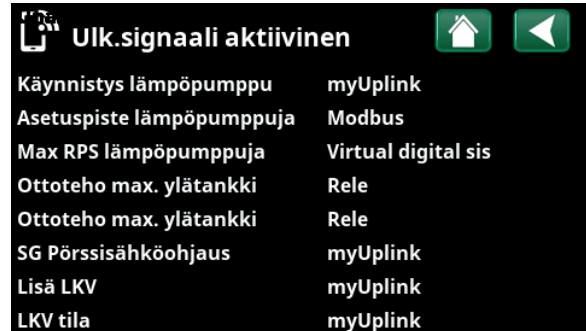 Ulk.signaali aktiivinen
Käynnistys lämpöpumppu myUplink
Asetuspiste lämpöpumppuja Modbus
Max RPS lämpöpumppuja Virtual digital sis
Ottoteho max. ylätankki Rele
Ottoteho max. ylätankki Rele
SG Pörssisähköohjaus myUplink
Lisä LKV myUplink
LKV tila myUplink